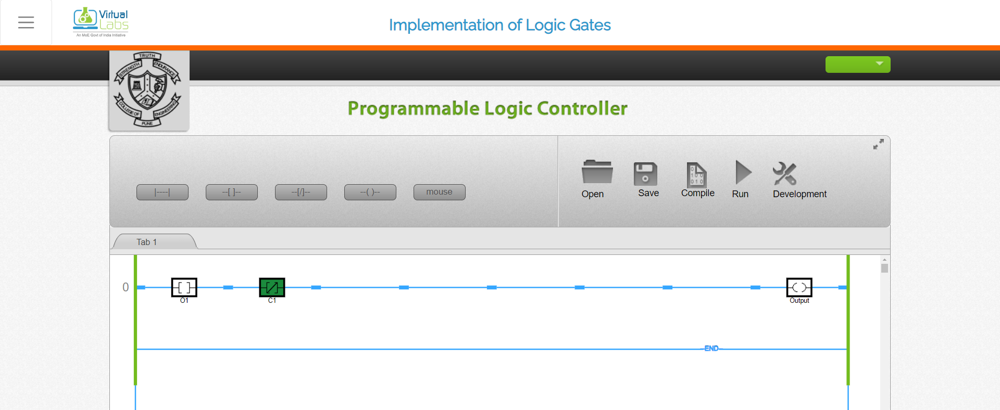 Virtual
Labs
An MoE Govt of India Initiative
Implementation of Logic Gates
TRUTH
STRENGTH
ENDURANCE
COLLEGE OF
ENGINEERING
PUNE
Programmable Logic Controller
|----|
--[ ]--
--[/]--
--( )--
mouse
Open
Save
Compile
Run
Development
Tab 1
0
O1
C1
Output
END